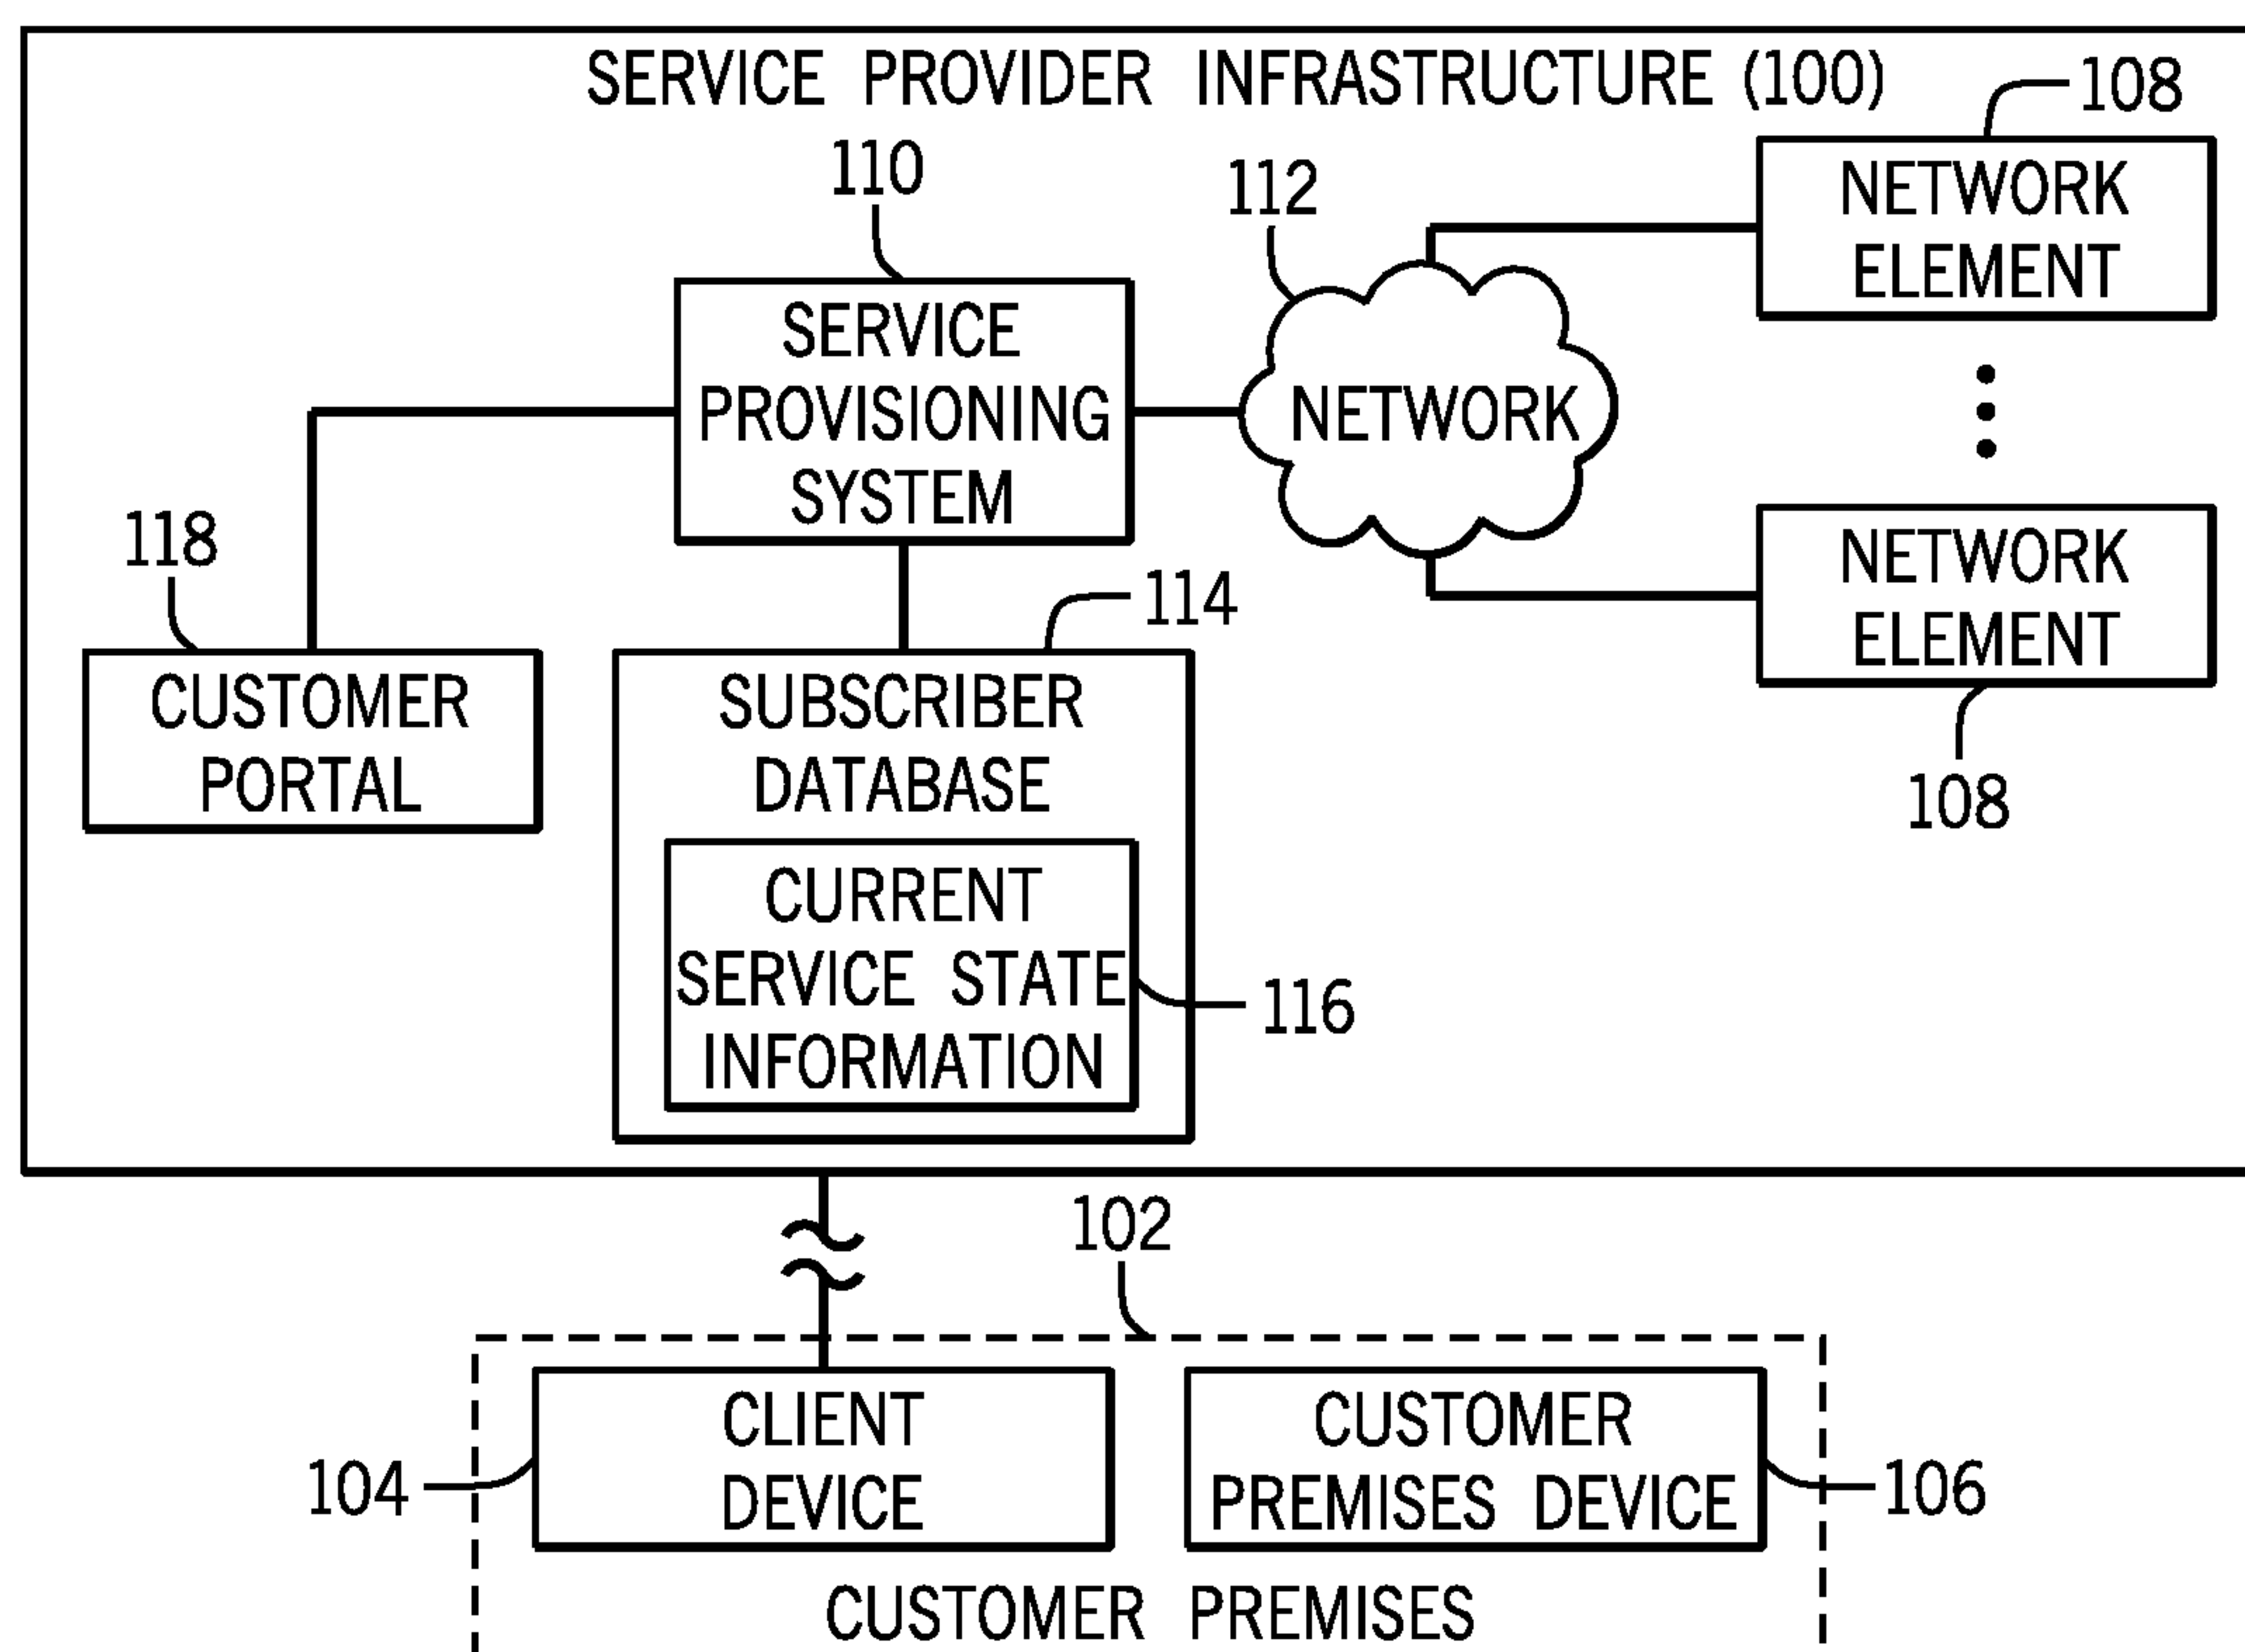 SERVICE PROVIDER INFRASTRUCTURE (100)
108
NETWORK
ELEMENT
110
112
SERVICE
PROVISIONING
SYSTEM
NETWORK
NETWORK
ELEMENT
108
118
114
CUSTOMER
PORTAL
SUBSCRIBER
DATABASE
CURRENT
SERVICE STATE
INFORMATION
116
102
104
CLIENT
DEVICE
CUSTOMER
PREMISES DEVICE
106
CUSTOMER PREMISES